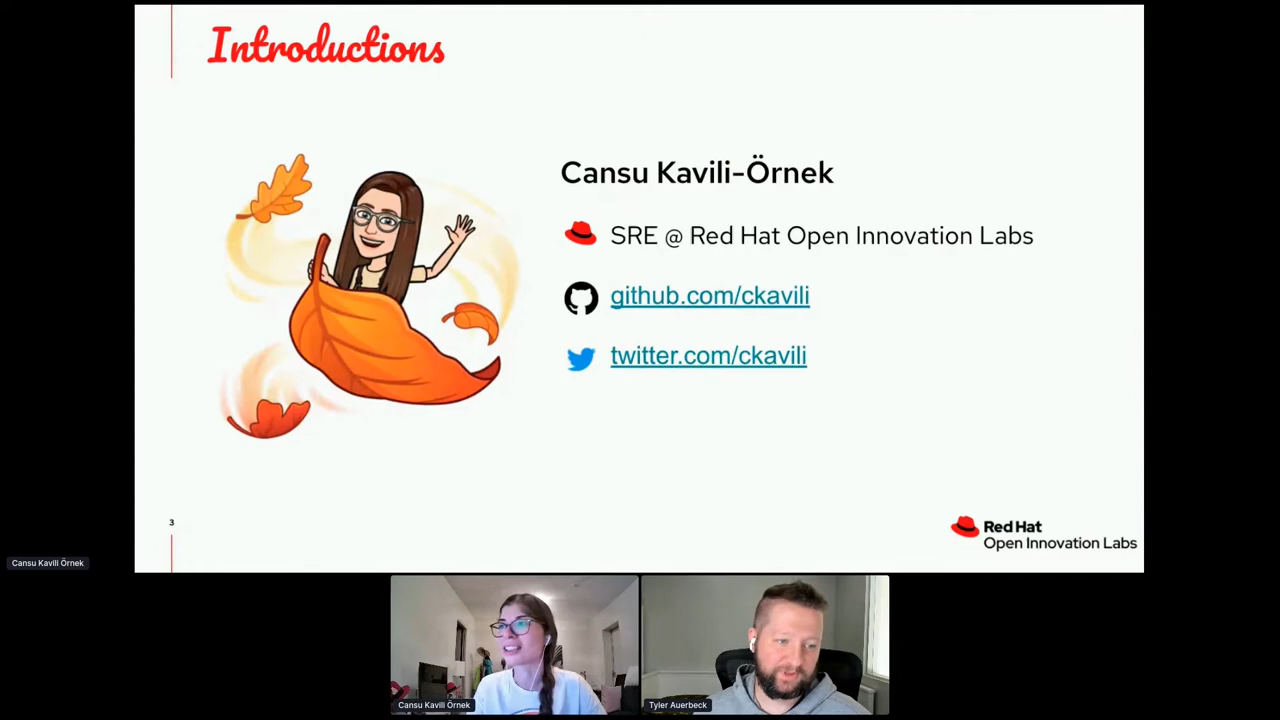 Introductions
Cansu Kavili-Örnek
SRE @ Red Hat Open Innovation Labs
github.com/ckavili
twitter.com/ckavili
3
Red Hat
Open Innovation Labs
Cansu Kavili Örnek
Cansu Kavili Örnek
Tyler Auerbeck